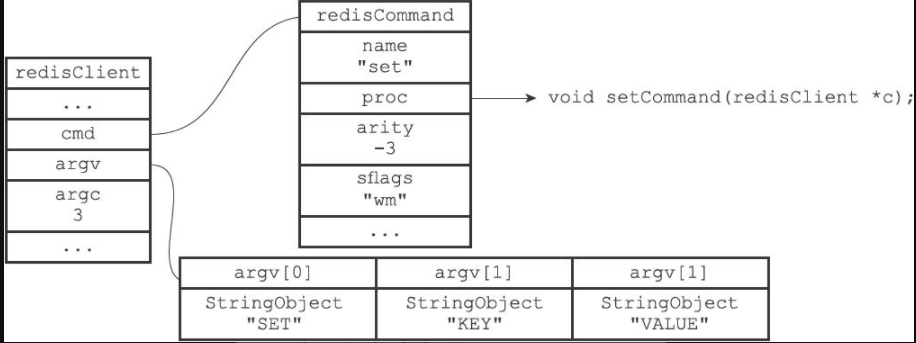 redisClient
...
cmd
argv
argc
3
...
redisCommand
name
"set"
proc
arity
-3
sflags
"wm"
...
void setCommand(redisClient *c);
argv[0] argv[1] argv[1]
StringObject StringObject StringObject
"SET" "KEY" "VALUE"